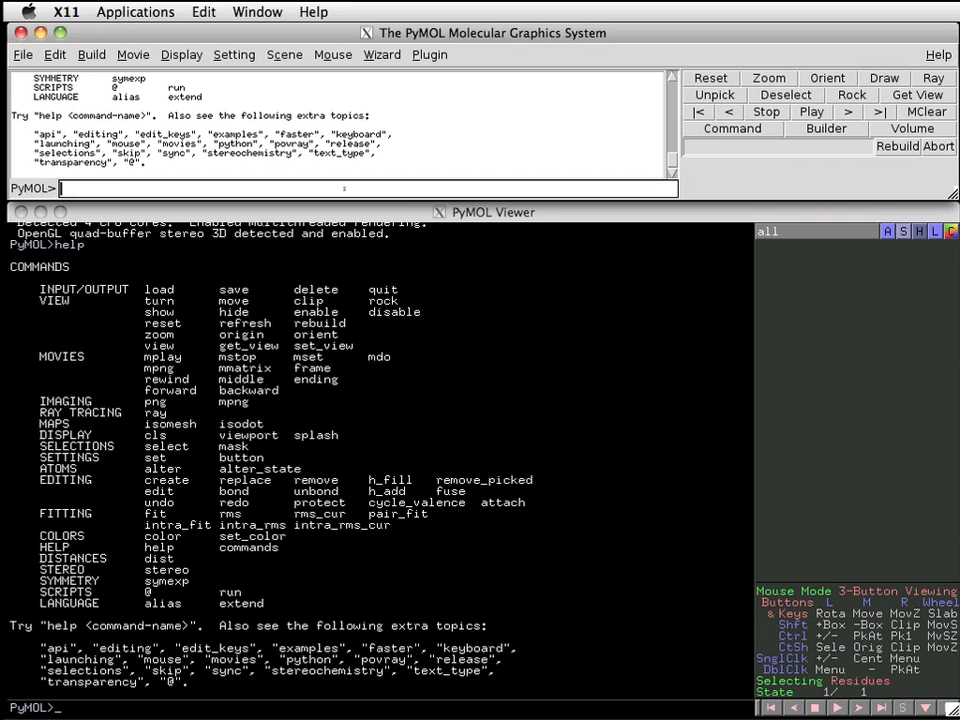 X11 Applications Edit Window Help
X The PyMOL Molecular Graphics System
File Edit Build Movie Display Setting Scene Mouse Wizard Plugin Help
SYMMETRY symexp
SCRIPTS @ run
LANGUAGE alias extend
Try "help <command-name>". Also see the following extra topics:
"api", "editing", "edit_keys", "examples", "faster", "keyboard",
"launching", "mouse", "movies", "python", "povray", "release",
"selections", "skip", "sync", "stereochemistry", "text_type",
"transparency", "@".
PyMOL>
Reset Zoom Orient Draw Ray
Unpick Deselect Rock Get View
|< < Stop Play > >| MClear
Command Builder Volume
Rebuild Abort
X PyMOL Viewer
Detected 4 CPU cores. Enabled multithreaded rendering.
OpenGL quad-buffer stereo 3D detected and enabled.
PyMOL>help
COMMANDS
INPUT/OUTPUT load save delete quit
VIEW turn move clip rock
show hide enable disable
reset refresh rebuild
zoom origin orient
view get_view set_view
MOVIES mplay mstop mset mdo
mpng mmatrix frame
rewind middle ending
forward backward
IMAGING png mpng
RAY TRACING ray
MAPS isomesh isodot
DISPLAY cls viewport splash
SELECTIONS select mask
SETTINGS set button
ATOMS alter alter_state
EDITING create replace remove h_fill remove_picked
edit bond unbond h_add fuse
undo redo protect cycle_valence attach
FITTING fit rms rms_cur pair_fit
intra_fit intra_rms intra_rms_cur
COLORS color set_color
HELP help commands
DISTANCES dist
STEREO stereo
SYMMETRY symexp
SCRIPTS @ run
LANGUAGE alias extend
Try "help <command-name>". Also see the following extra topics:
"api", "editing", "edit_keys", "examples", "faster", "keyboard",
"launching", "mouse", "movies", "python", "povray", "release",
"selections", "skip", "sync", "stereochemistry", "text_type",
"transparency", "@".
PyMOL>_
all A S H L C
Mouse Mode 3-Button Viewing
Buttons L M R Wheel
& Keys Rota Move MovZ Slab
Shft +Box -Box Clip MovS
Ctrl +/- PkAt Pk1 MvSZ
CtSh Sele Orig Clip MovZ
SnglClk +/- Cent Menu
DblClk Menu - PkAt
Selecting Residues
State 1/ 1
S